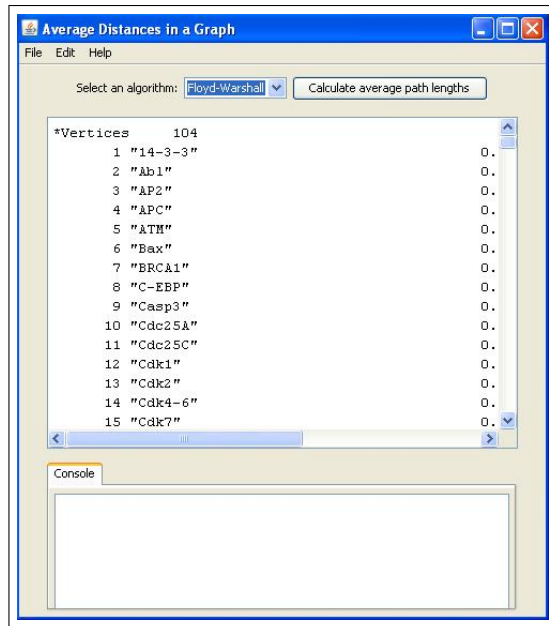 Average Distances in a Graph
File Edit Help
Select an algorithm: Floyd-Warshall Calculate average path lengths
*Vertices 104
1 "14-3-3" 0.
2 "Abl" 0.
3 "AP2" 0.
4 "APC" 0.
5 "ATM" 0.
6 "Bax" 0.
7 "BRCA1" 0.
8 "C-EBP" 0.
9 "Casp3" 0.
10 "Cdc25A" 0.
11 "Cdc25C" 0.
12 "Cdk1" 0.
13 "Cdk2" 0.
14 "Cdk4-6" 0.
15 "Cdk7" 0.
Console